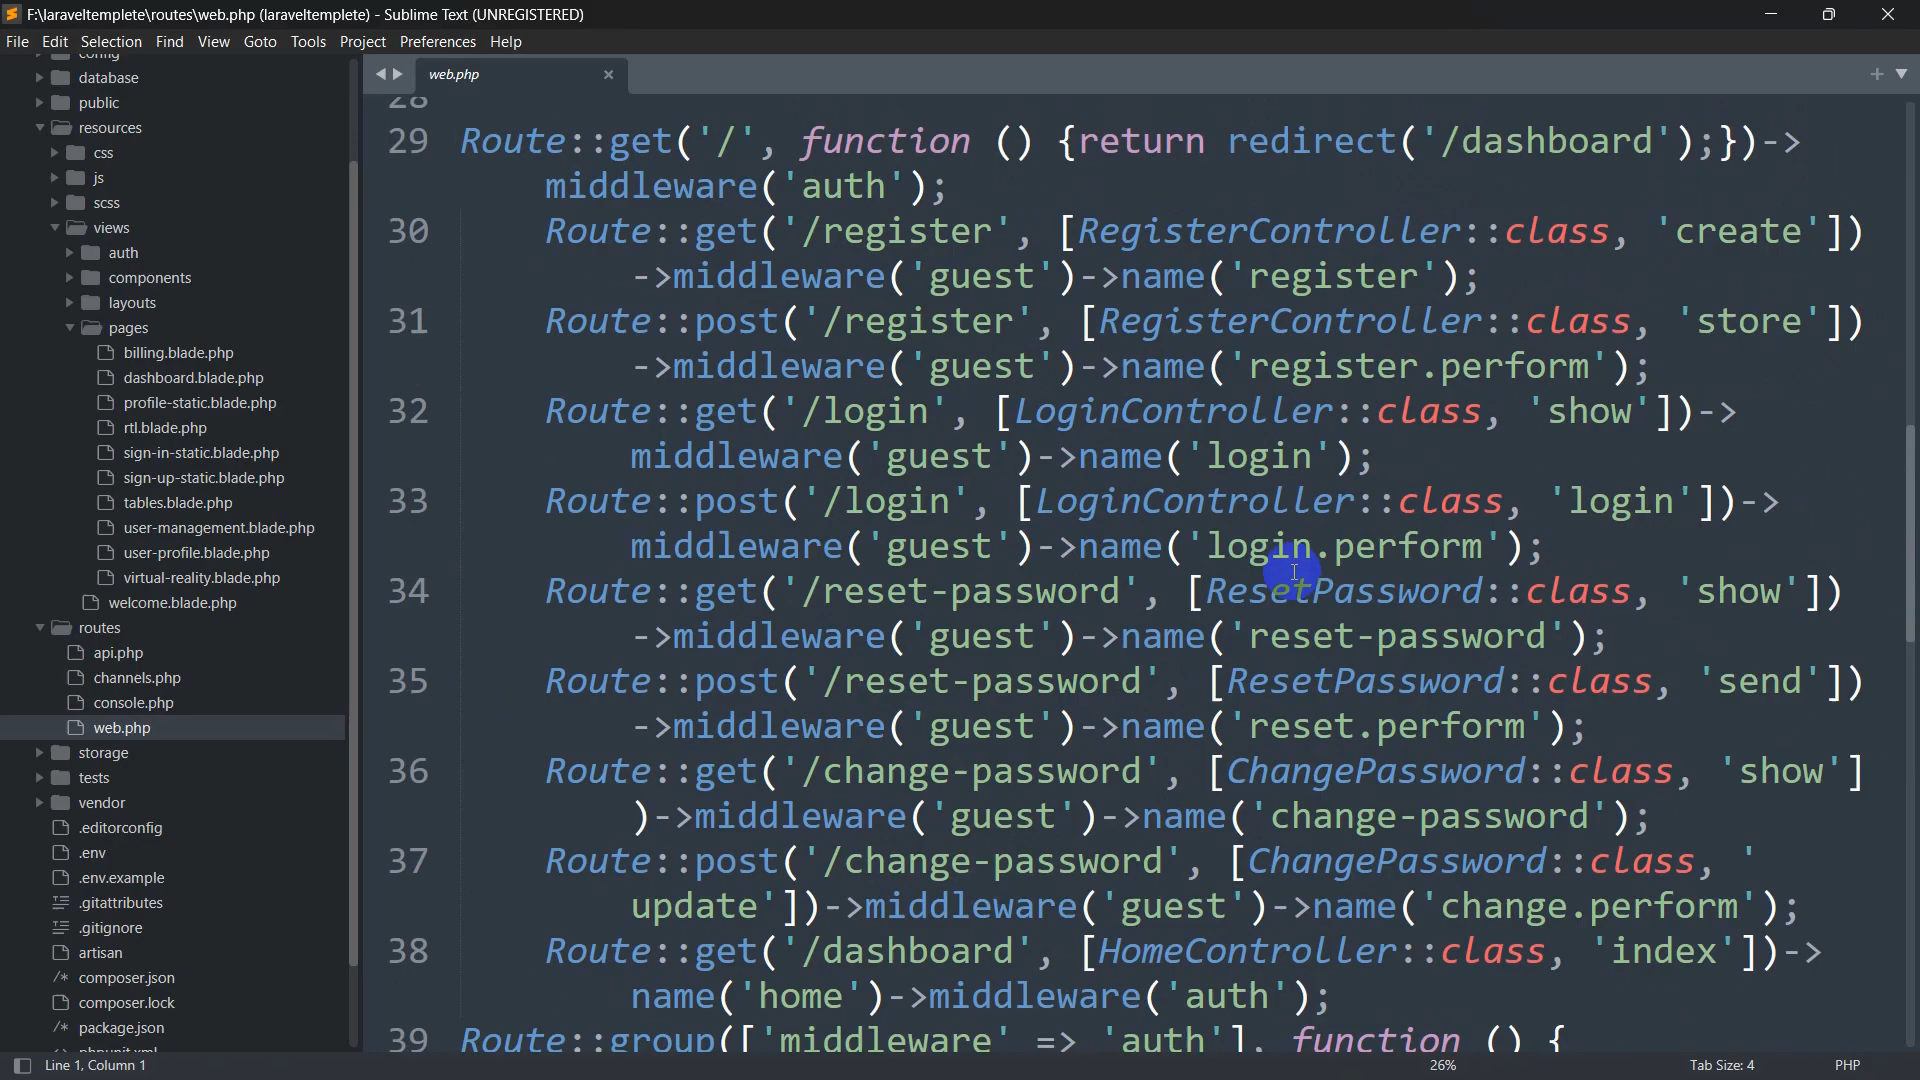 F:\laraveltemplete\routes\web.php (laraveltemplete) - Sublime Text (UNREGISTERED)
File Edit Selection Find View Goto Tools Project Preferences Help
config
database
public
resources
css
js
scss
views
auth
components
layouts
pages
billing.blade.php
dashboard.blade.php
profile-static.blade.php
rtl.blade.php
sign-in-static.blade.php
sign-up-static.blade.php
tables.blade.php
user-management.blade.php
user-profile.blade.php
virtual-reality.blade.php
welcome.blade.php
routes
api.php
channels.php
console.php
web.php
storage
tests
vendor
.editorconfig
.env
.env.example
.gitattributes
.gitignore
artisan
composer.json
composer.lock
package.json
phpunit.xml
web.php
28
29 Route::get('/', function () {return redirect('/dashboard');})->
middleware('auth');
30 Route::get('/register', [RegisterController::class, 'create'])
->middleware('guest')->name('register');
31 Route::post('/register', [RegisterController::class, 'store'])
->middleware('guest')->name('register.perform');
32 Route::get('/login', [LoginController::class, 'show'])->
middleware('guest')->name('login');
33 Route::post('/login', [LoginController::class, 'login'])->
middleware('guest')->name('login.perform');
34 Route::get('/reset-password', [ResetPassword::class, 'show'])
->middleware('guest')->name('reset-password');
35 Route::post('/reset-password', [ResetPassword::class, 'send'])
->middleware('guest')->name('reset.perform');
36 Route::get('/change-password', [ChangePassword::class, 'show']
)->middleware('guest')->name('change-password');
37 Route::post('/change-password', [ChangePassword::class, '
update'])->middleware('guest')->name('change.perform');
38 Route::get('/dashboard', [HomeController::class, 'index'])->
name('home')->middleware('auth');
39 Route::group(['middleware' => 'auth'], function () {
Line 1, Column 1
26%
Tab Size: 4
PHP